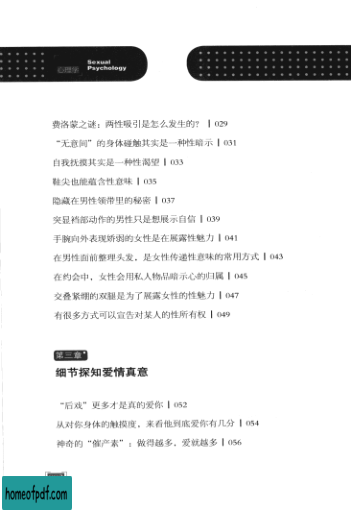 心理学
Sexual
Psychology
费洛蒙之谜：两性吸引是怎么发生的？ | 029
“无意间”的身体碰触其实是一种性暗示 | 031
自我抚摸其实是一种性渴望 | 033
鞋尖也能蕴含性意味 | 035
隐藏在男性领带里的秘密 | 037
突显裆部动作的男性只是想展示自信 | 039
手腕向外表现娇弱的女性是在展露性魅力 | 041
在男性面前整理头发，是女性传递性意味的常用方式 | 043
在约会中，女性会用私人物品暗示心的归属 | 045
交叠紧绷的双腿是为了展露女性的性魅力 | 047
有很多方式可以宣告对某人的性所有权 | 049
第三章
细节探知爱情真意
“后戏”更多才是真的爱你 | 052
从对你身体的触摸度，来看他到底爱你有几分 | 054
神奇的“催产素”：做得越多，爱就越多 | 056
homeofpdf.com